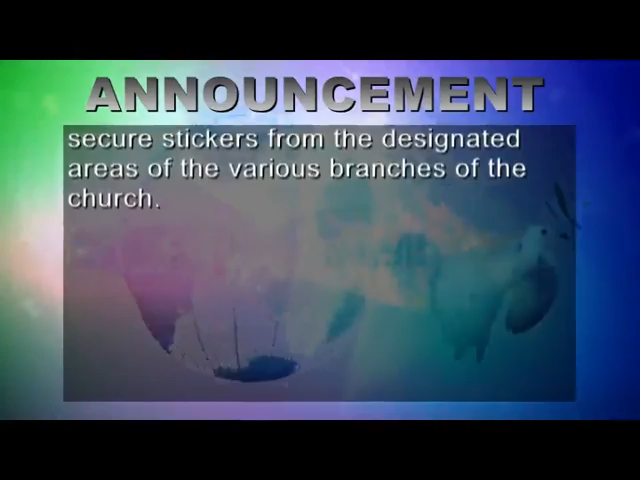 ANNOUNCEMENT
secure stickers from the designated
areas of the various branches of the
church.